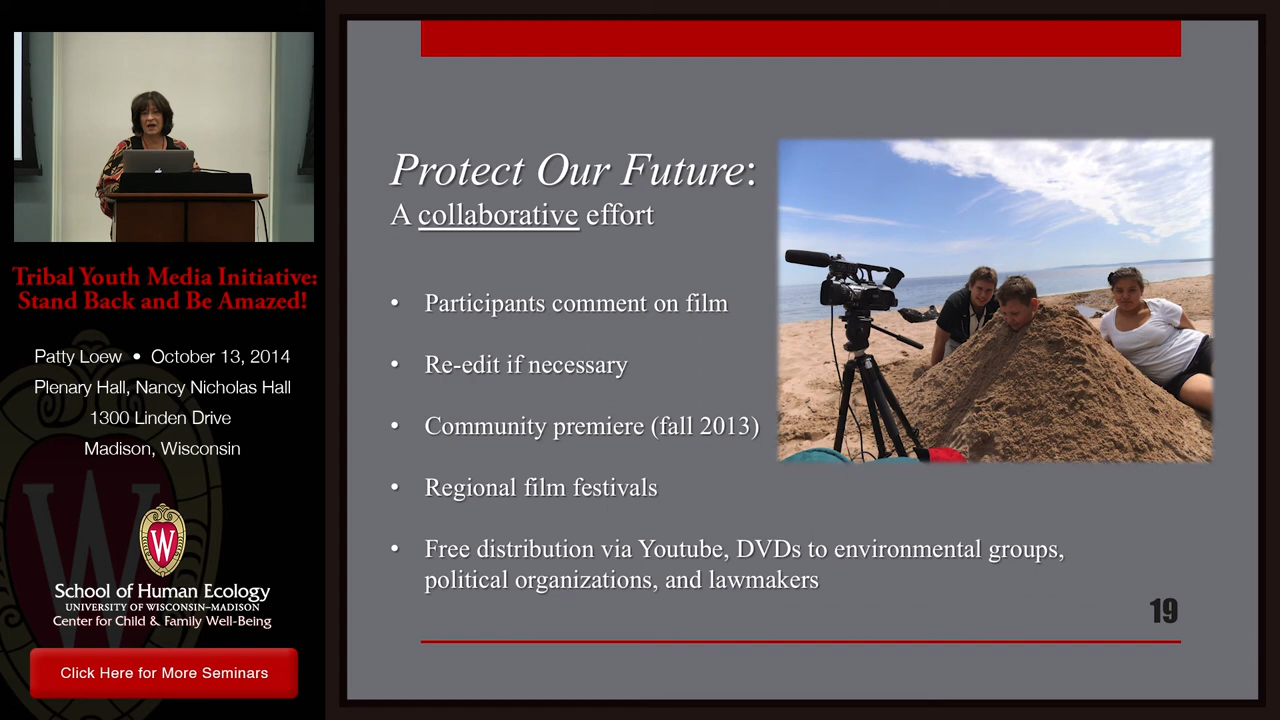 Tribal Youth Media Initiative:
Stand Back and Be Amazed!
Patty Loew • October 13, 2014
Plenary Hall, Nancy Nicholas Hall
1300 Linden Drive
Madison, Wisconsin
W
School of Human Ecology
UNIVERSITY OF WISCONSIN–MADISON
Center for Child & Family Well-Being
Click Here for More Seminars
Protect Our Future:
A collaborative effort
• Participants comment on film
• Re-edit if necessary
• Community premiere (fall 2013)
• Regional film festivals
• Free distribution via Youtube, DVDs to environmental groups,
political organizations, and lawmakers
19